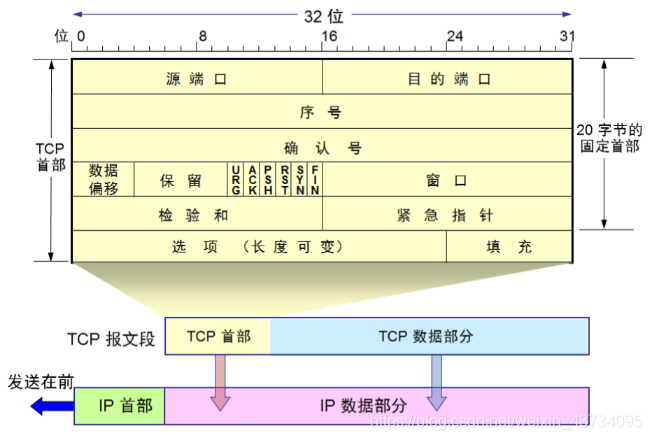 32 位
位 0 8 16 24 31
源 端 口 目 的 端 口
序 号
TCP 首部
确 认 号
20 字节的固定首部
数据偏移 保 留 URG ACK PSH RST SYN FIN 窗 口
检 验 和 紧 急 指 针
选 项 （长 度 可 变） 填 充
TCP 报文段 TCP 首部 TCP 数据部分
发送在前
IP 首部 IP 数据部分
https://blog.csdn.net/weixin_43734095